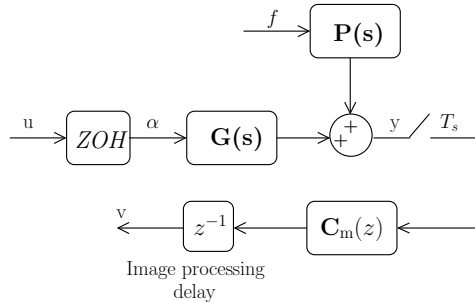 f
P(s)
u
ZOH
α
G(s)
+
+
y
T_s
v
z^{-1}
C_m(z)
Image processing
delay